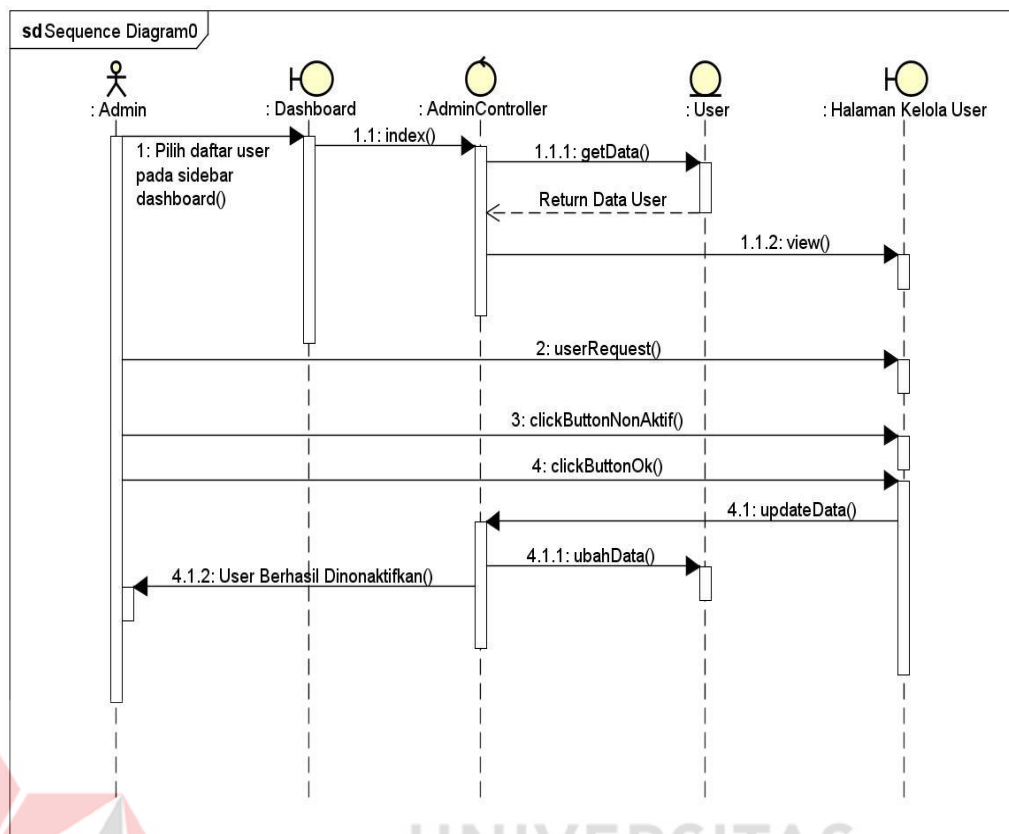 sd Sequence Diagram0
: Admin
: Dashboard
: AdminController
: User
: Halaman Kelola User
1: Pilih daftar user
pada sidebar
dashboard()
1.1: index()
1.1.1: getData()
Return Data User
1.1.2: view()
2: userRequest()
3: clickButtonNonAktif()
4: clickButtonOk()
4.1: updateData()
4.1.1: ubahData()
4.1.2: User Berhasil Dinonaktifkan()
UNIVERSITAS